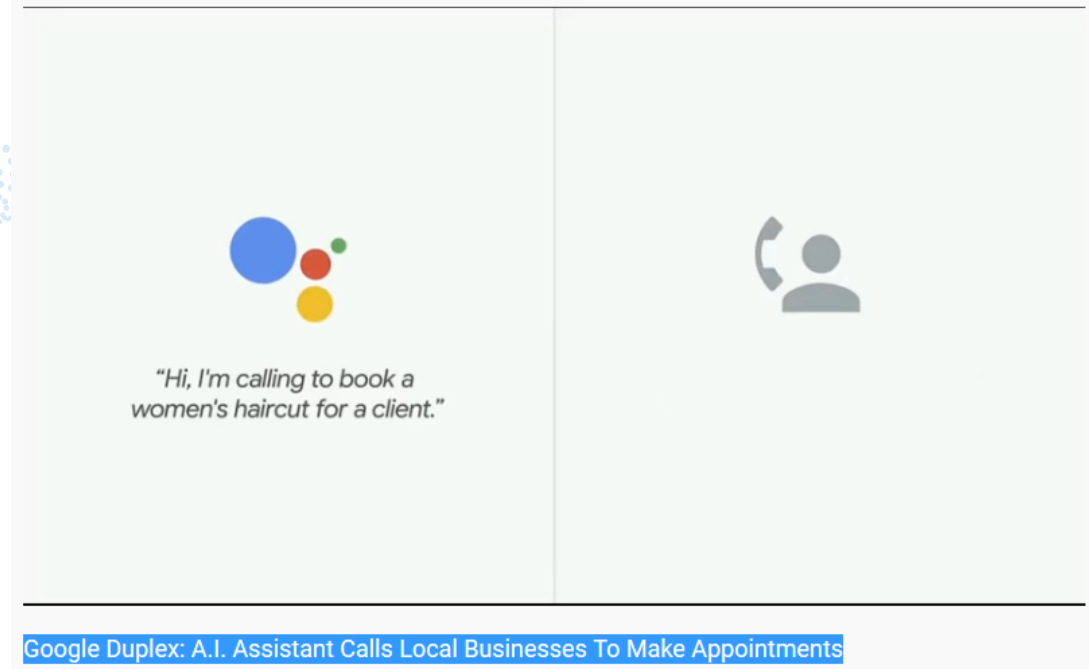 “Hi, I'm calling to book a
women's haircut for a client.”
Google Duplex: A.I. Assistant Calls Local Businesses To Make Appointments